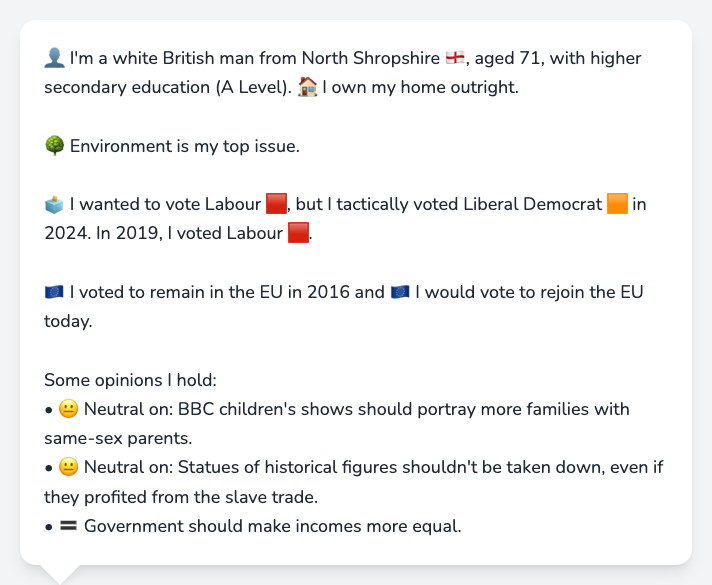 👤 I'm a white British man from North Shropshire 🏴󠁧󠁢󠁥󠁮󠁧󠁿, aged 71, with higher
secondary education (A Level). 🏠 I own my home outright.
🌳 Environment is my top issue.
🗳️ I wanted to vote Labour 🟥, but I tactically voted Liberal Democrat 🟧 in
2024. In 2019, I voted Labour 🟥.
🇪🇺 I voted to remain in the EU in 2016 and 🇪🇺 I would vote to rejoin the EU
today.
Some opinions I hold:
• 😐 Neutral on: BBC children's shows should portray more families with
same-sex parents.
• 😐 Neutral on: Statues of historical figures shouldn't be taken down, even if
they profited from the slave trade.
• 🟰 Government should make incomes more equal.